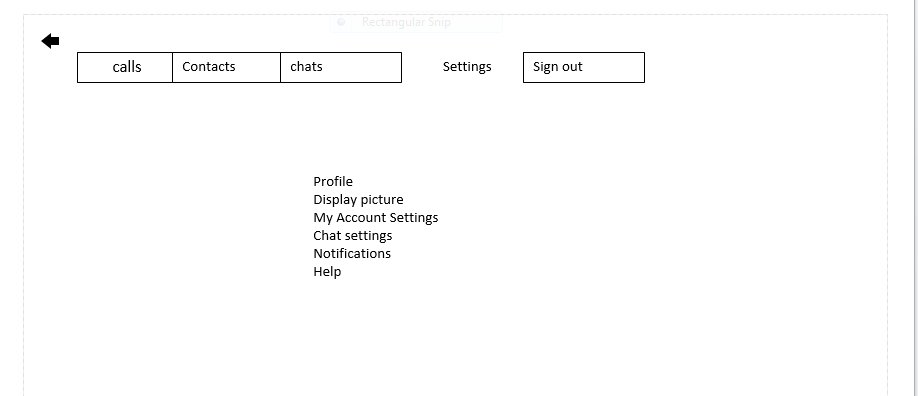 Rectangular Snip
calls Contacts chats Settings Sign out
Profile
Display picture
My Account Settings
Chat settings
Notifications
Help